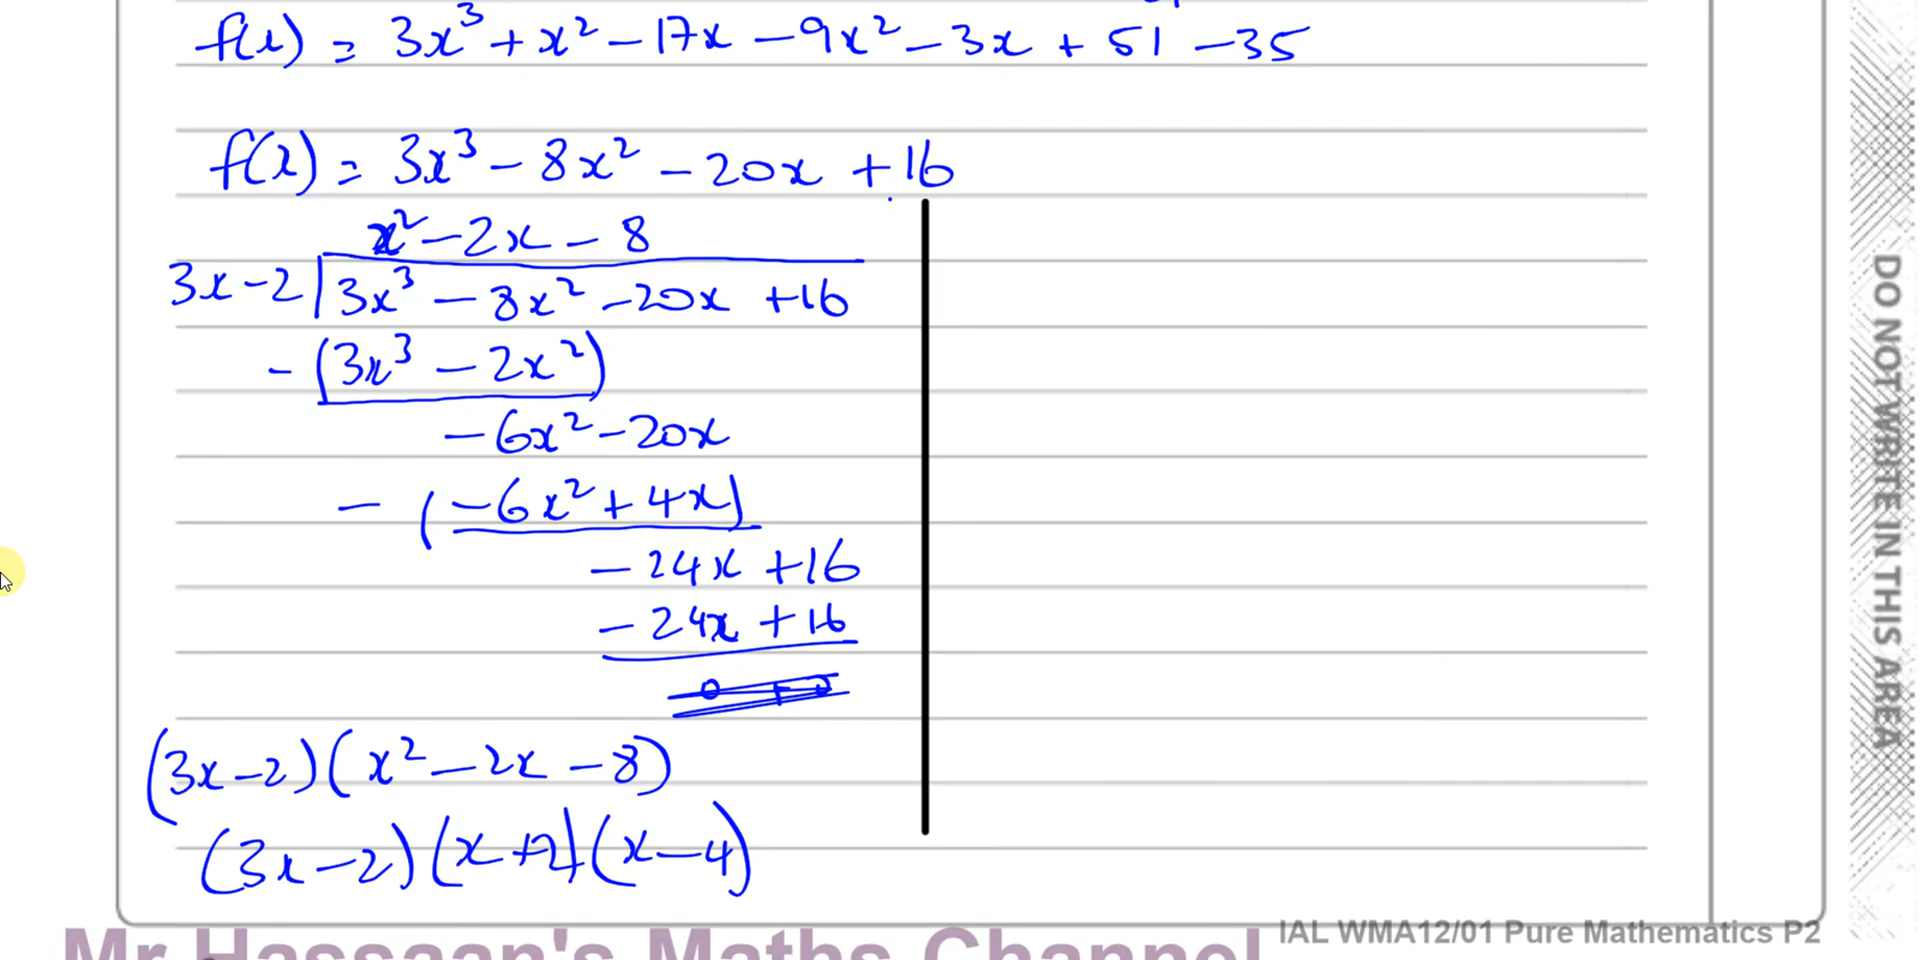 f(x) = 3x³ + x² - 17x - 9x² - 3x + 51 - 35
f(x) = 3x³ - 8x² - 20x + 16
x² - 2x - 8
3x - 2 | 3x³ - 8x² - 20x + 16
- (3x³ - 2x²)
- 6x² - 20x
- (- 6x² + 4x)
- 24x + 16
- 24x + 16
0 + 0
(3x - 2)(x² - 2x - 8)
(3x - 2)(x + 2)(x - 4)
IAL WMA12/01 Pure Mathematics P2
Mr Hassaan's Maths Channel
DO NOT WRITE IN THIS AREA